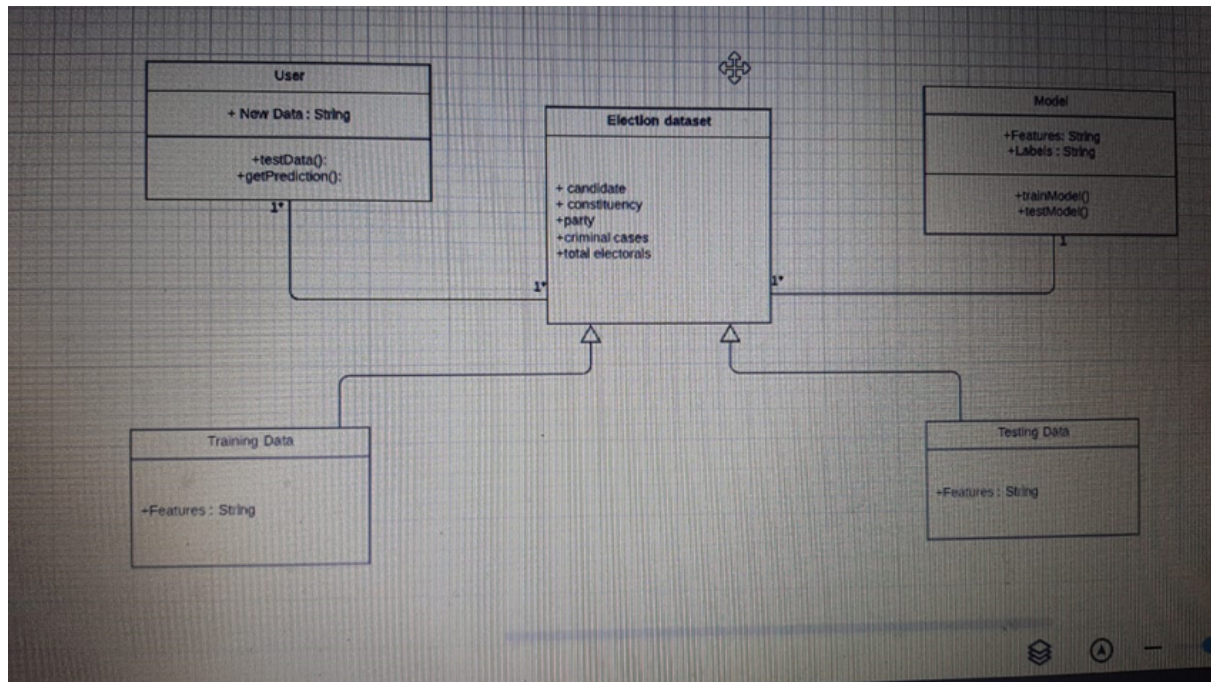 User
+ New Data : String
+testData():
+getPrediction():
1*
Election dataset
+ candidate
+ constituency
+party
+criminal cases
+total electorals
1*
1*
Model
+Features: String
+Labels : String
+trainModel()
+testModel()
1
Training Data
+Features : String
Testing Data
+Features : String